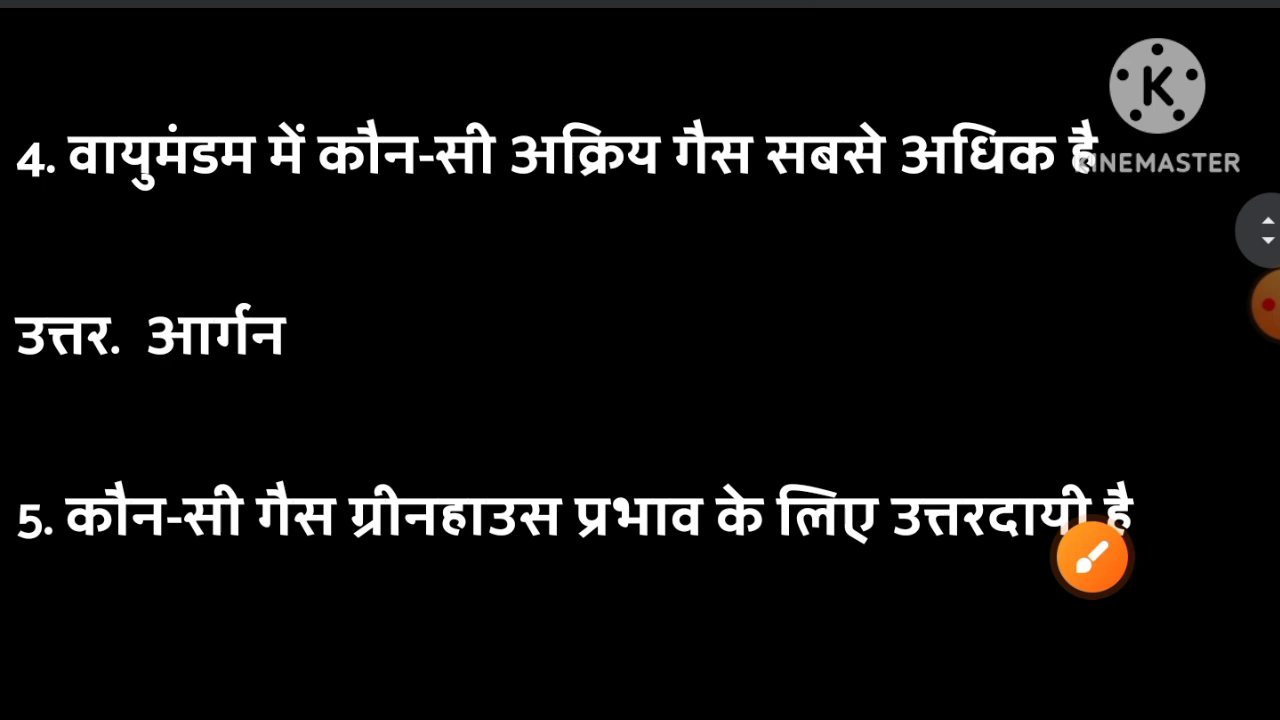 4. वायुमंडम में कौन-सी अक्रिय गैस सबसे अधिक है
KINEMASTER
उत्तर. आर्गन
5. कौन-सी गैस ग्रीनहाउस प्रभाव के लिए उत्तरदायी है